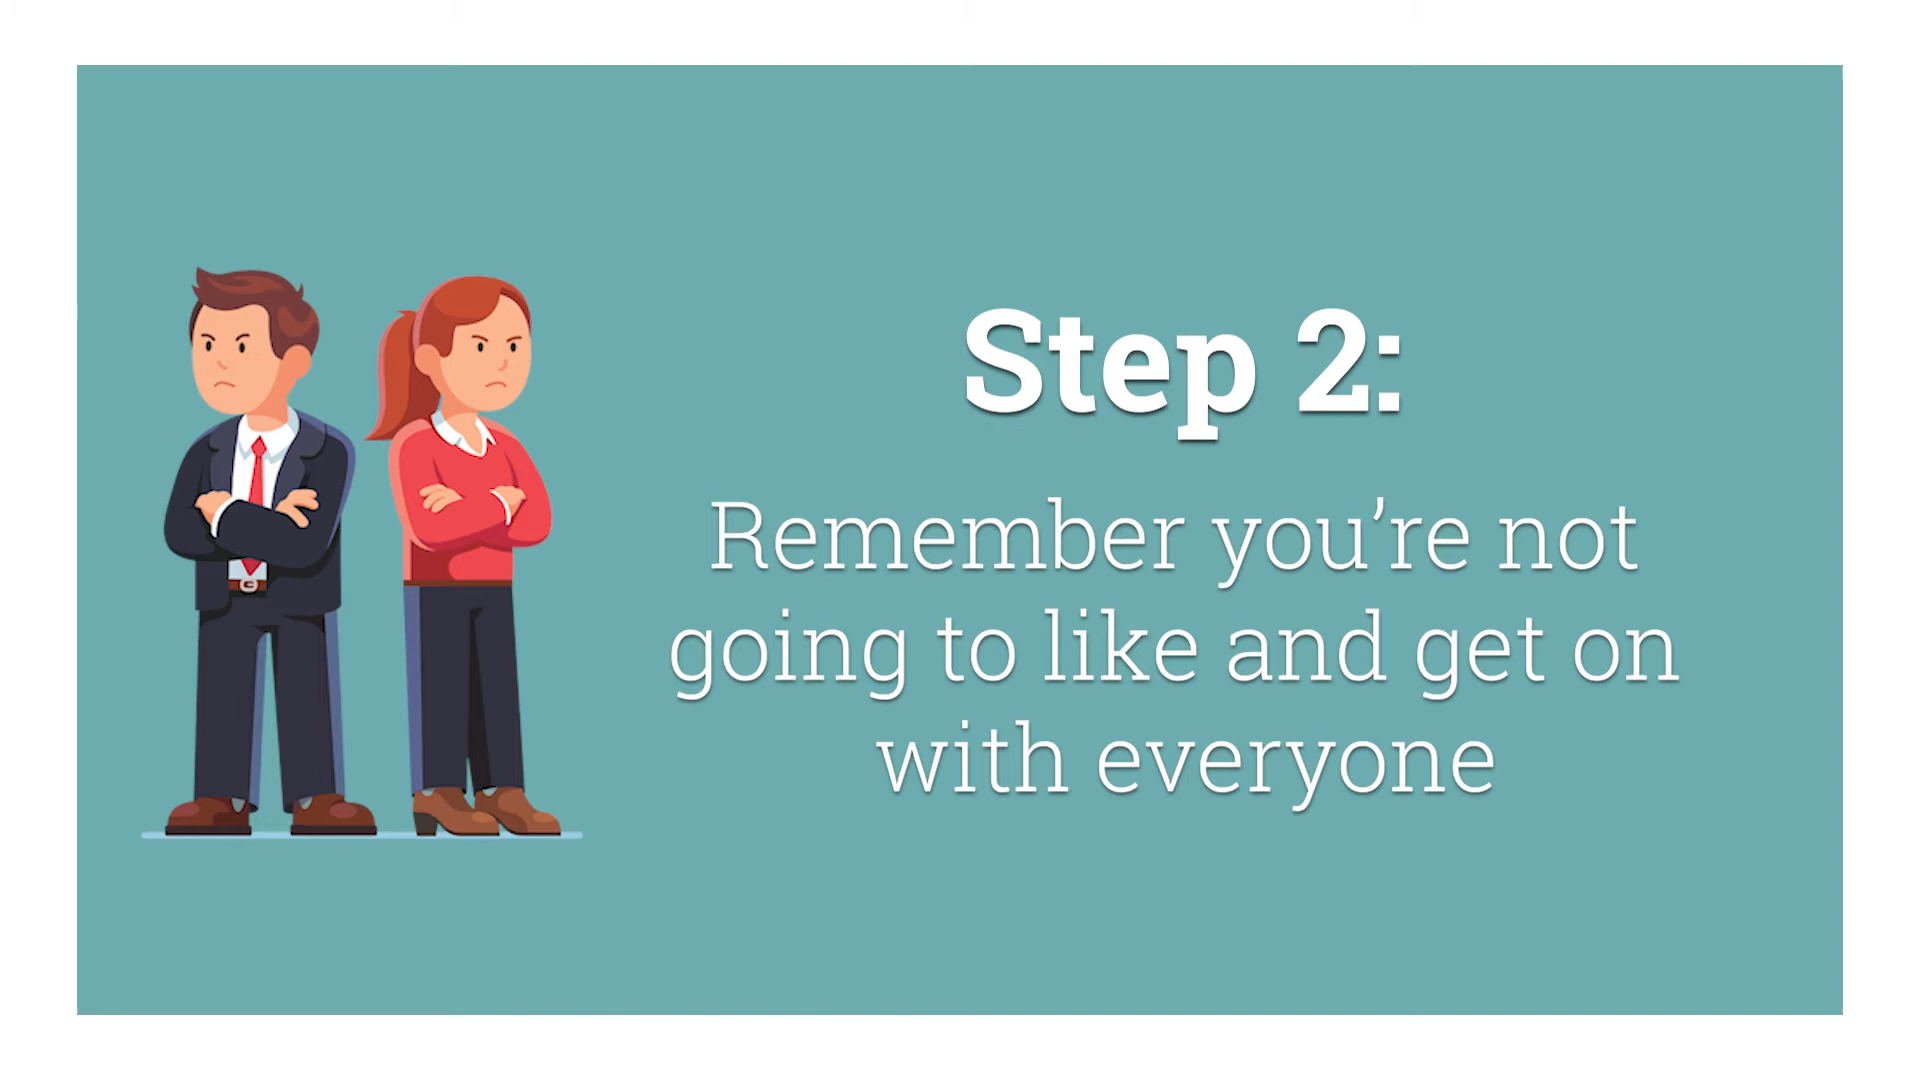 Step 2:
Remember you’re not
going to like and get on
with everyone